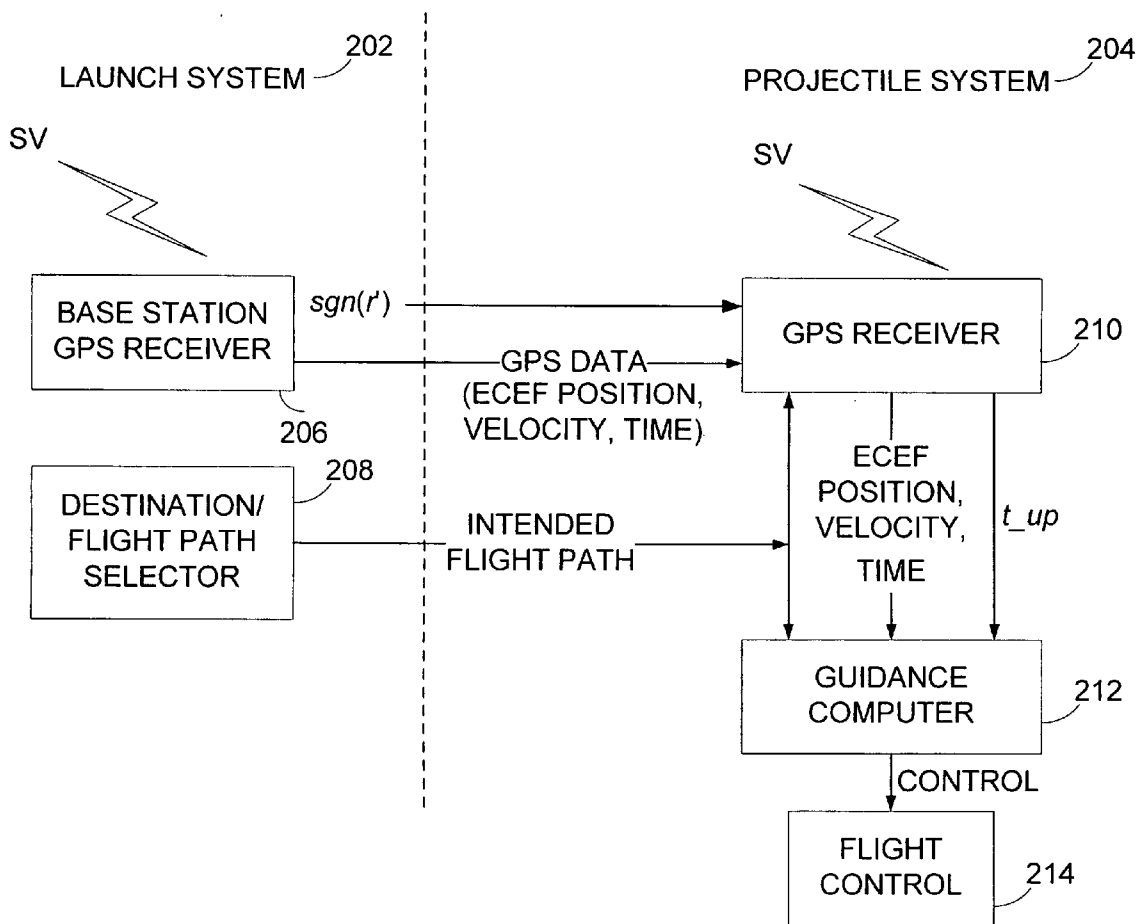 202
LAUNCH SYSTEM
204
PROJECTILE SYSTEM
SV
SV
BASE STATION
GPS RECEIVER
206
sgn(r')
GPS DATA
(ECEF POSITION,
VELOCITY, TIME)
GPS RECEIVER
210
208
DESTINATION/
FLIGHT PATH
SELECTOR
INTENDED
FLIGHT PATH
ECEF
POSITION,
VELOCITY,
TIME
t_up
GUIDANCE
COMPUTER
212
CONTROL
FLIGHT
CONTROL
214